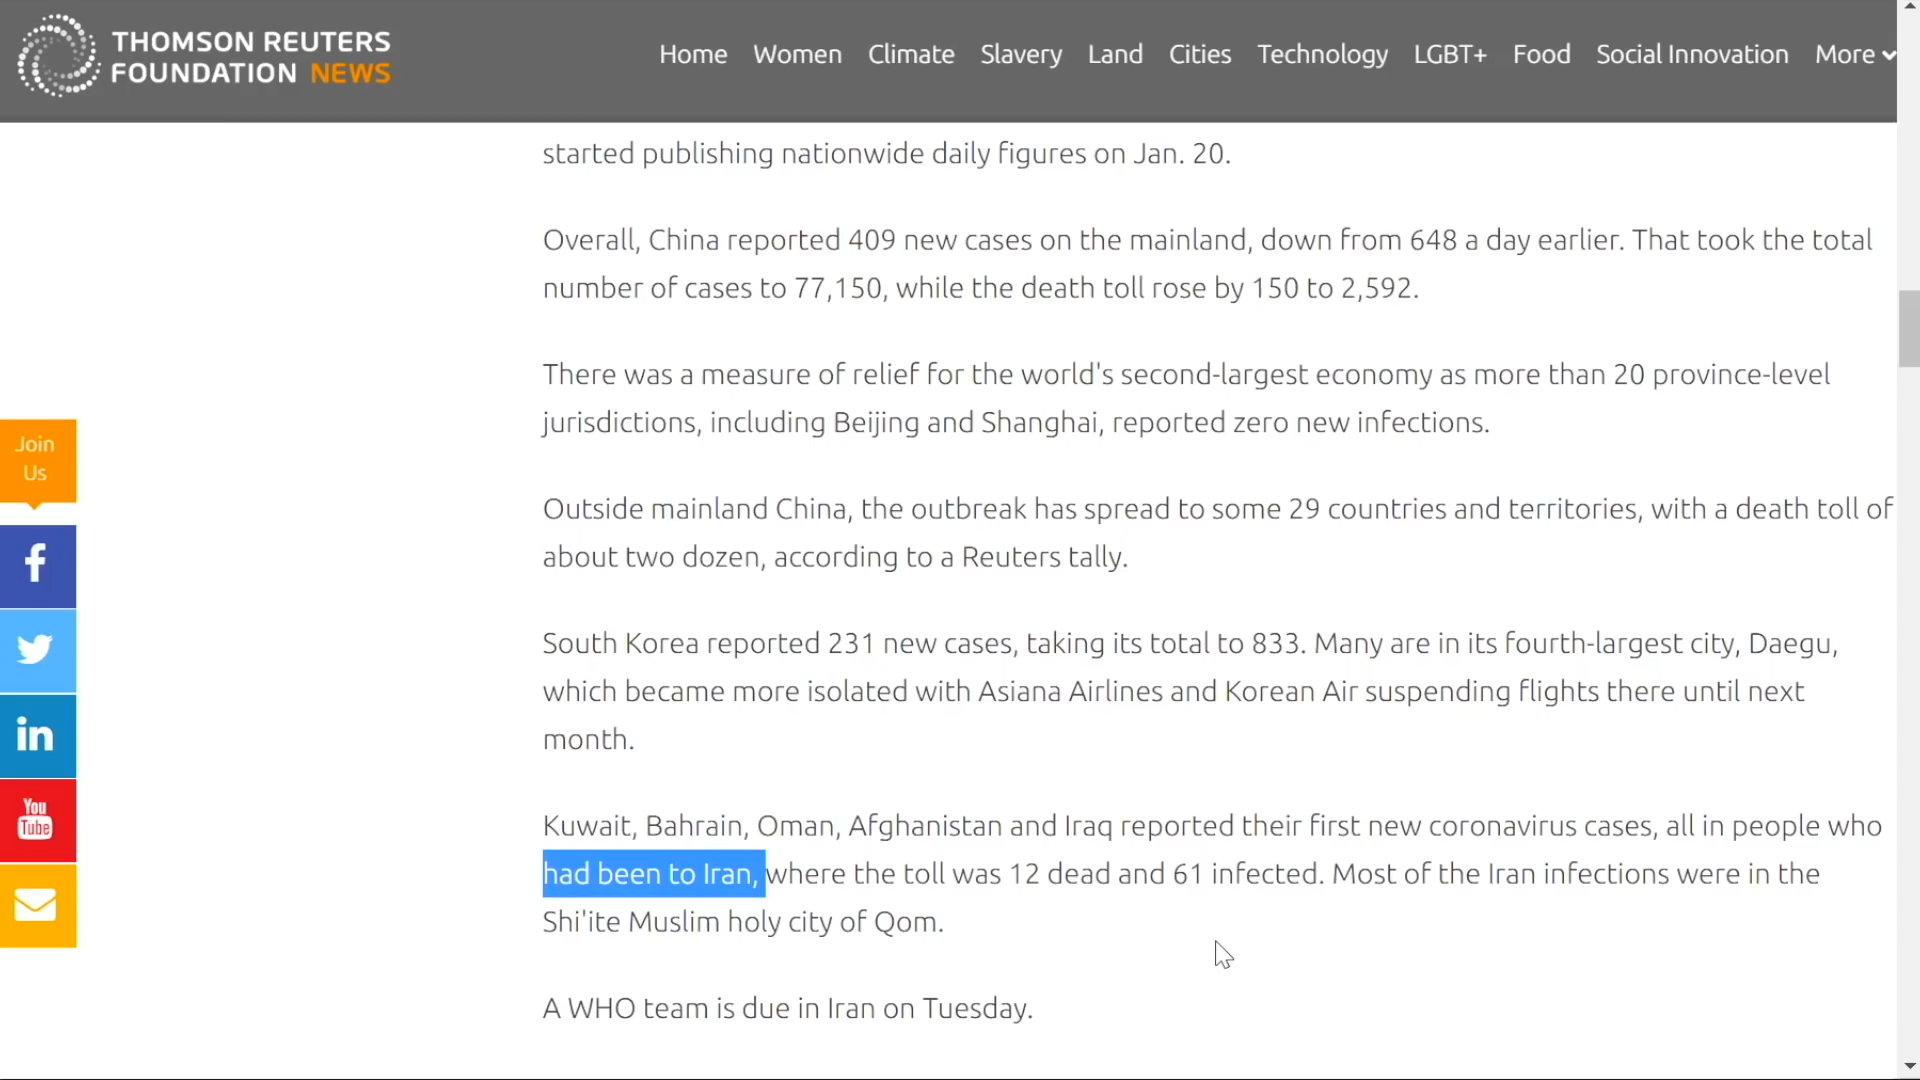 THOMSON REUTERS
FOUNDATION NEWS
Home Women Climate Slavery Land Cities Technology LGBT+ Food Social Innovation More
started publishing nationwide daily figures on Jan. 20.
Overall, China reported 409 new cases on the mainland, down from 648 a day earlier. That took the total
number of cases to 77,150, while the death toll rose by 150 to 2,592.
There was a measure of relief for the world's second-largest economy as more than 20 province-level
jurisdictions, including Beijing and Shanghai, reported zero new infections.
Join
Us
Outside mainland China, the outbreak has spread to some 29 countries and territories, with a death toll of
about two dozen, according to a Reuters tally.
South Korea reported 231 new cases, taking its total to 833. Many are in its fourth-largest city, Daegu,
which became more isolated with Asiana Airlines and Korean Air suspending flights there until next
month.
You
Tube
Kuwait, Bahrain, Oman, Afghanistan and Iraq reported their first new coronavirus cases, all in people who
had been to Iran, where the toll was 12 dead and 61 infected. Most of the Iran infections were in the
Shi'ite Muslim holy city of Qom.
A WHO team is due in Iran on Tuesday.